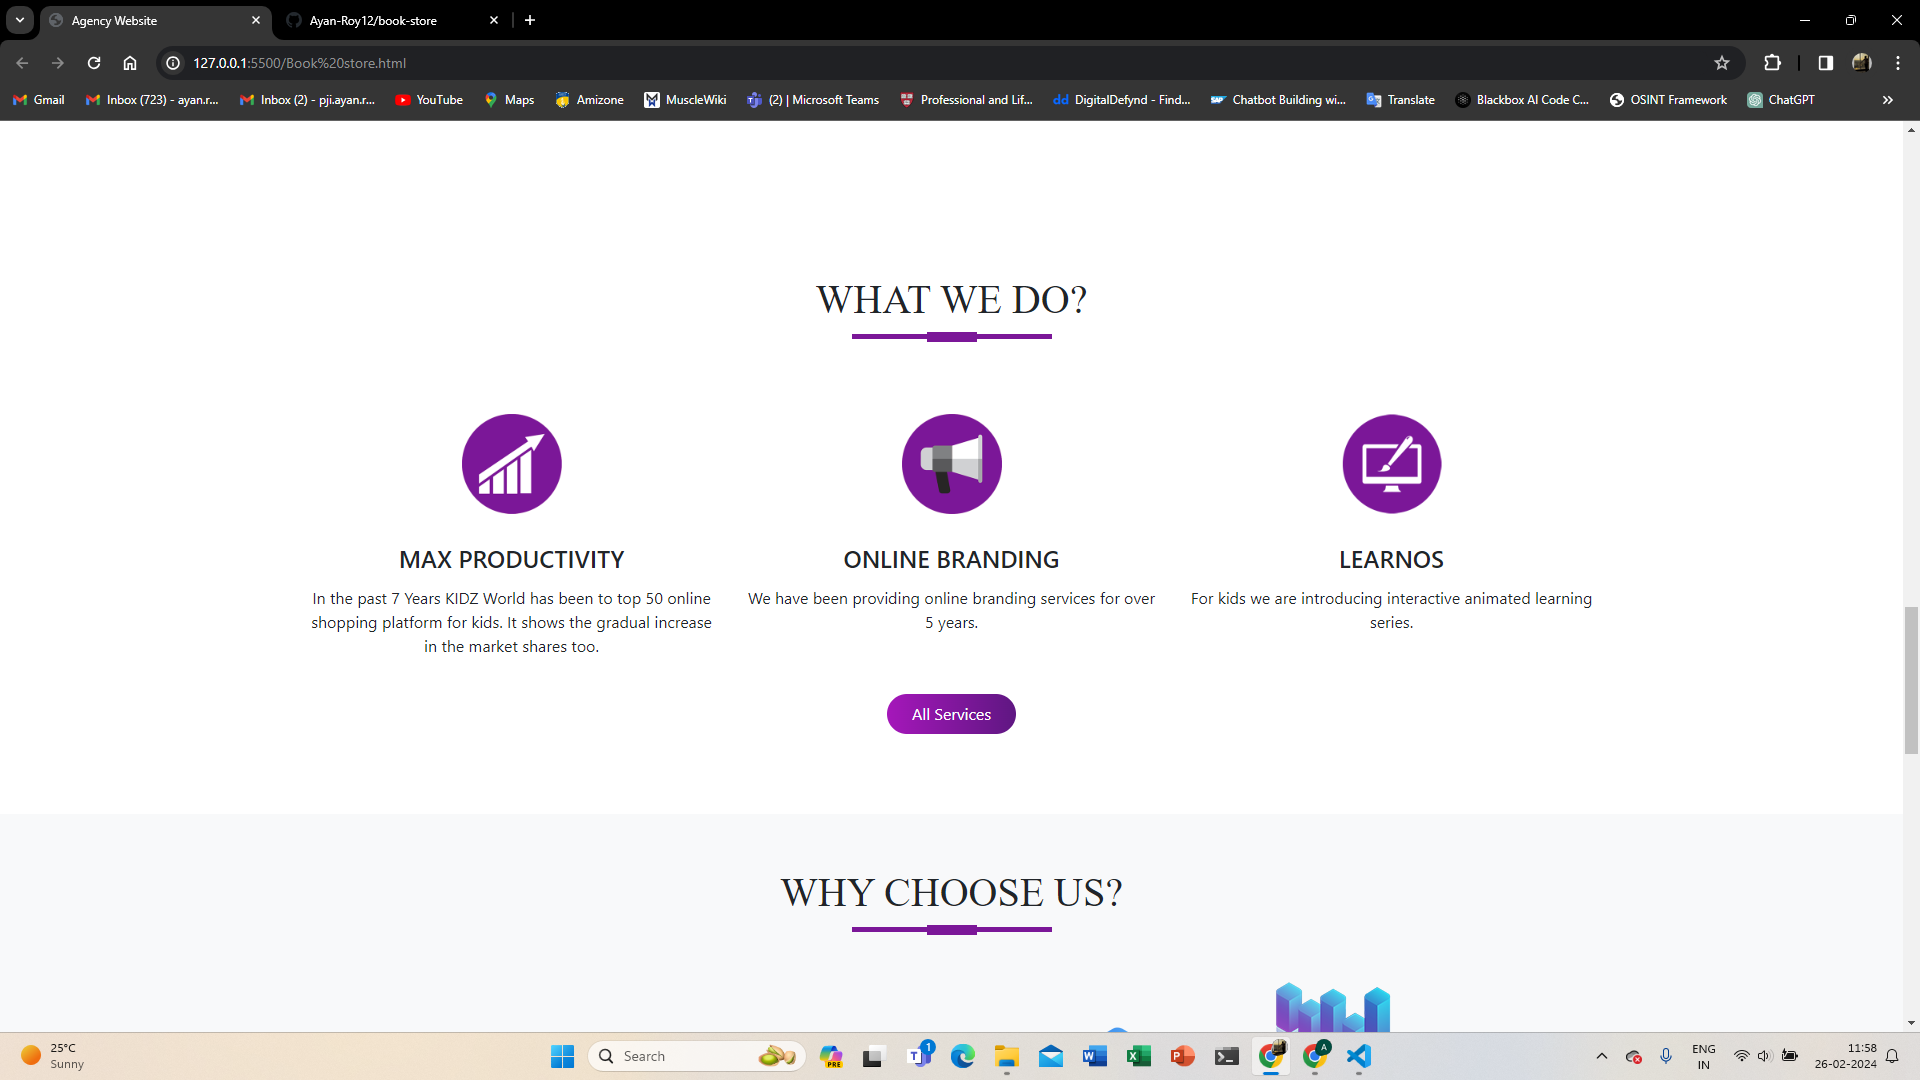 Agency Website
Ayan-Roy12/book-store
127.0.0.1:5500/Book%20store.html
Gmail
Inbox (723) - ayan.r...
Inbox (2) - pji.ayan.r...
YouTube
Maps
Amizone
MuscleWiki
(2) | Microsoft Teams
Professional and Lif...
dd DigitalDefynd - Find...
SAP Chatbot Building wi...
Translate
Blackbox AI Code C...
OSINT Framework
ChatGPT
WHAT WE DO?
MAX PRODUCTIVITY
In the past 7 Years KIDZ World has been to top 50 online
shopping platform for kids. It shows the gradual increase
in the market shares too.
ONLINE BRANDING
We have been providing online branding services for over
5 years.
LEARNOS
For kids we are introducing interactive animated learning
series.
All Services
WHY CHOOSE US?
25°C
Sunny
Search
PRE
1
A
ENG
IN
11:58
26-02-2024